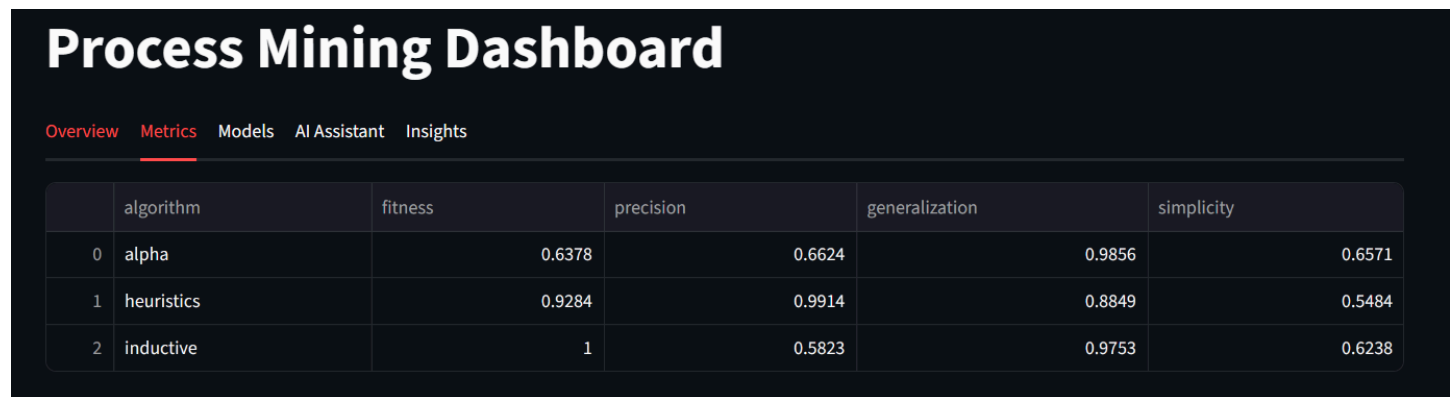 Process Mining Dashboard
Overview Metrics Models AI Assistant Insights
algorithm fitness precision generalization simplicity
0 alpha 0.6378 0.6624 0.9856 0.6571
1 heuristics 0.9284 0.9914 0.8849 0.5484
2 inductive 1 0.5823 0.9753 0.6238